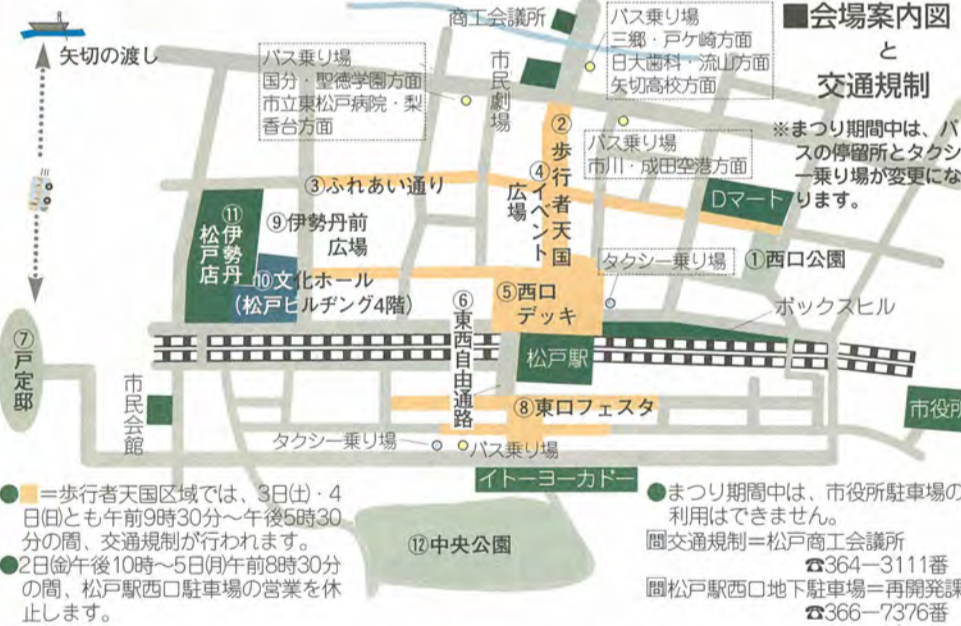 ■会場案内図
と
交通規制
※まつり期間中は、バ
スの停留所とタクシ
ー乗り場が変更にな
ります。
矢切の渡し
商工会議所
市民劇場
バス乗り場
国分・聖徳学園方面
市立東松戸病院・梨
香台方面
バス乗り場
三郷・戸ケ崎方面
日大歯科・流山方面
矢切高校方面
バス乗り場
市川・成田空港方面
②歩行者天国
④イベント
広場
③ふれあい通り
Dマート
①西口公園
⑪伊勢丹
松戸店
⑨伊勢丹前
広場
⑩文化ホール
(松戸ビルヂング4階)
タクシー乗り場
⑤西口
デッキ
ボックスヒル
⑥東西自由通路
松戸駅
⑦戸定邸
市民会館
⑧東口フェスタ
市役所
タクシー乗り場
バス乗り場
イトーヨーカドー
⑫中央公園
●■=歩行者天国区域では、3日(土)・4
日(日)とも午前9時30分〜午後5時30
分の間、交通規制が行われます。
●2日(金)午後10時〜5日(月)午前8時30分
の間、松戸駅西口駐車場の営業を休
止します。
●まつり期間中は、市役所駐車場の
利用はできません。
問交通規制=松戸商工会議所
☎364-3111番
問松戸駅西口地下駐車場=再開発課
☎366-7376番